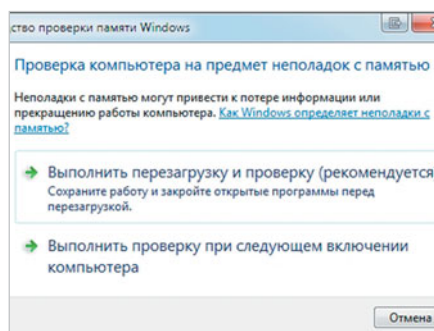 ство проверки памяти Windows
Проверка компьютера на предмет неполадок с памятью
Неполадки с памятью могут привести к потере информации или
прекращению работы компьютера. Как Windows определяет неполадки с
памятью?
Выполнить перезагрузку и проверку (рекомендуется
Сохраните работу и закройте открытые программы перед
перезагрузкой.
Выполнить проверку при следующем включении
компьютера
Отмена